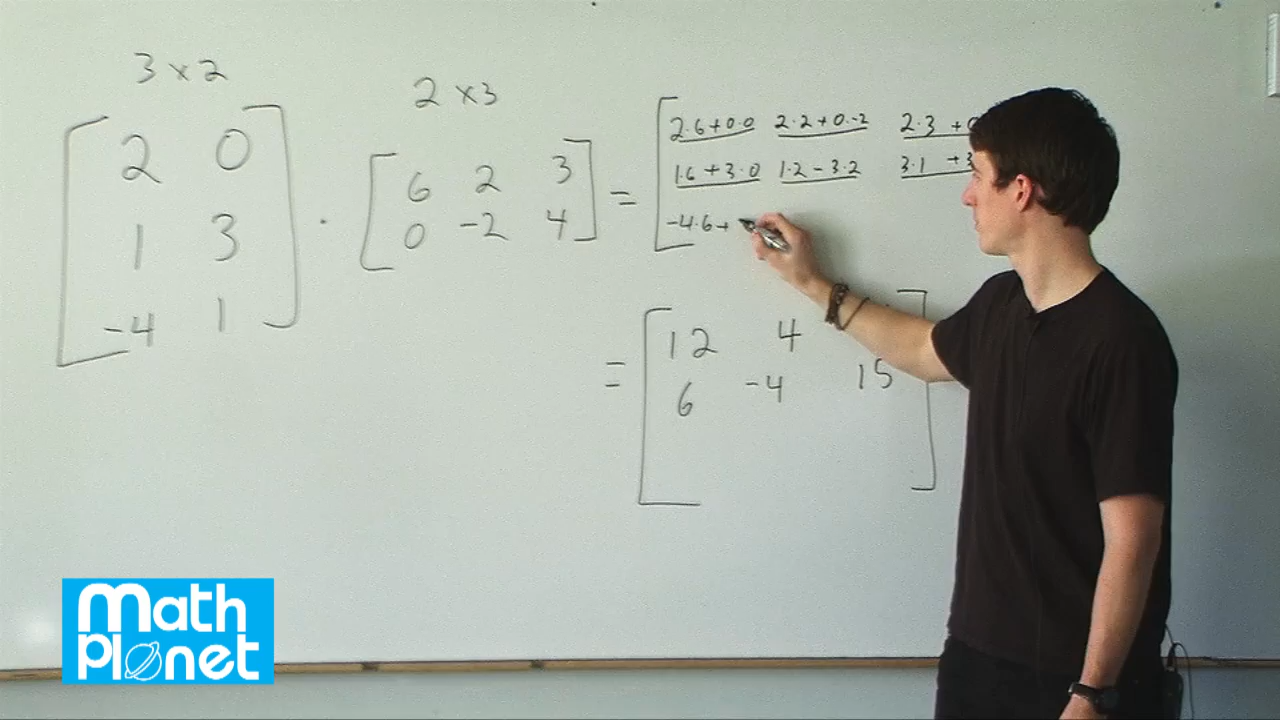 3 x 2
2 x 3
2 0
1 3
-4 1
·
6 2 3
0 -2 4
=
2·6+0·0 2·2+0·-2 2·3 +0
1·6+3·0 1·2-3·2 3·1 +3
-4·6+
=
12 4
6 -4 15
Math
Planet